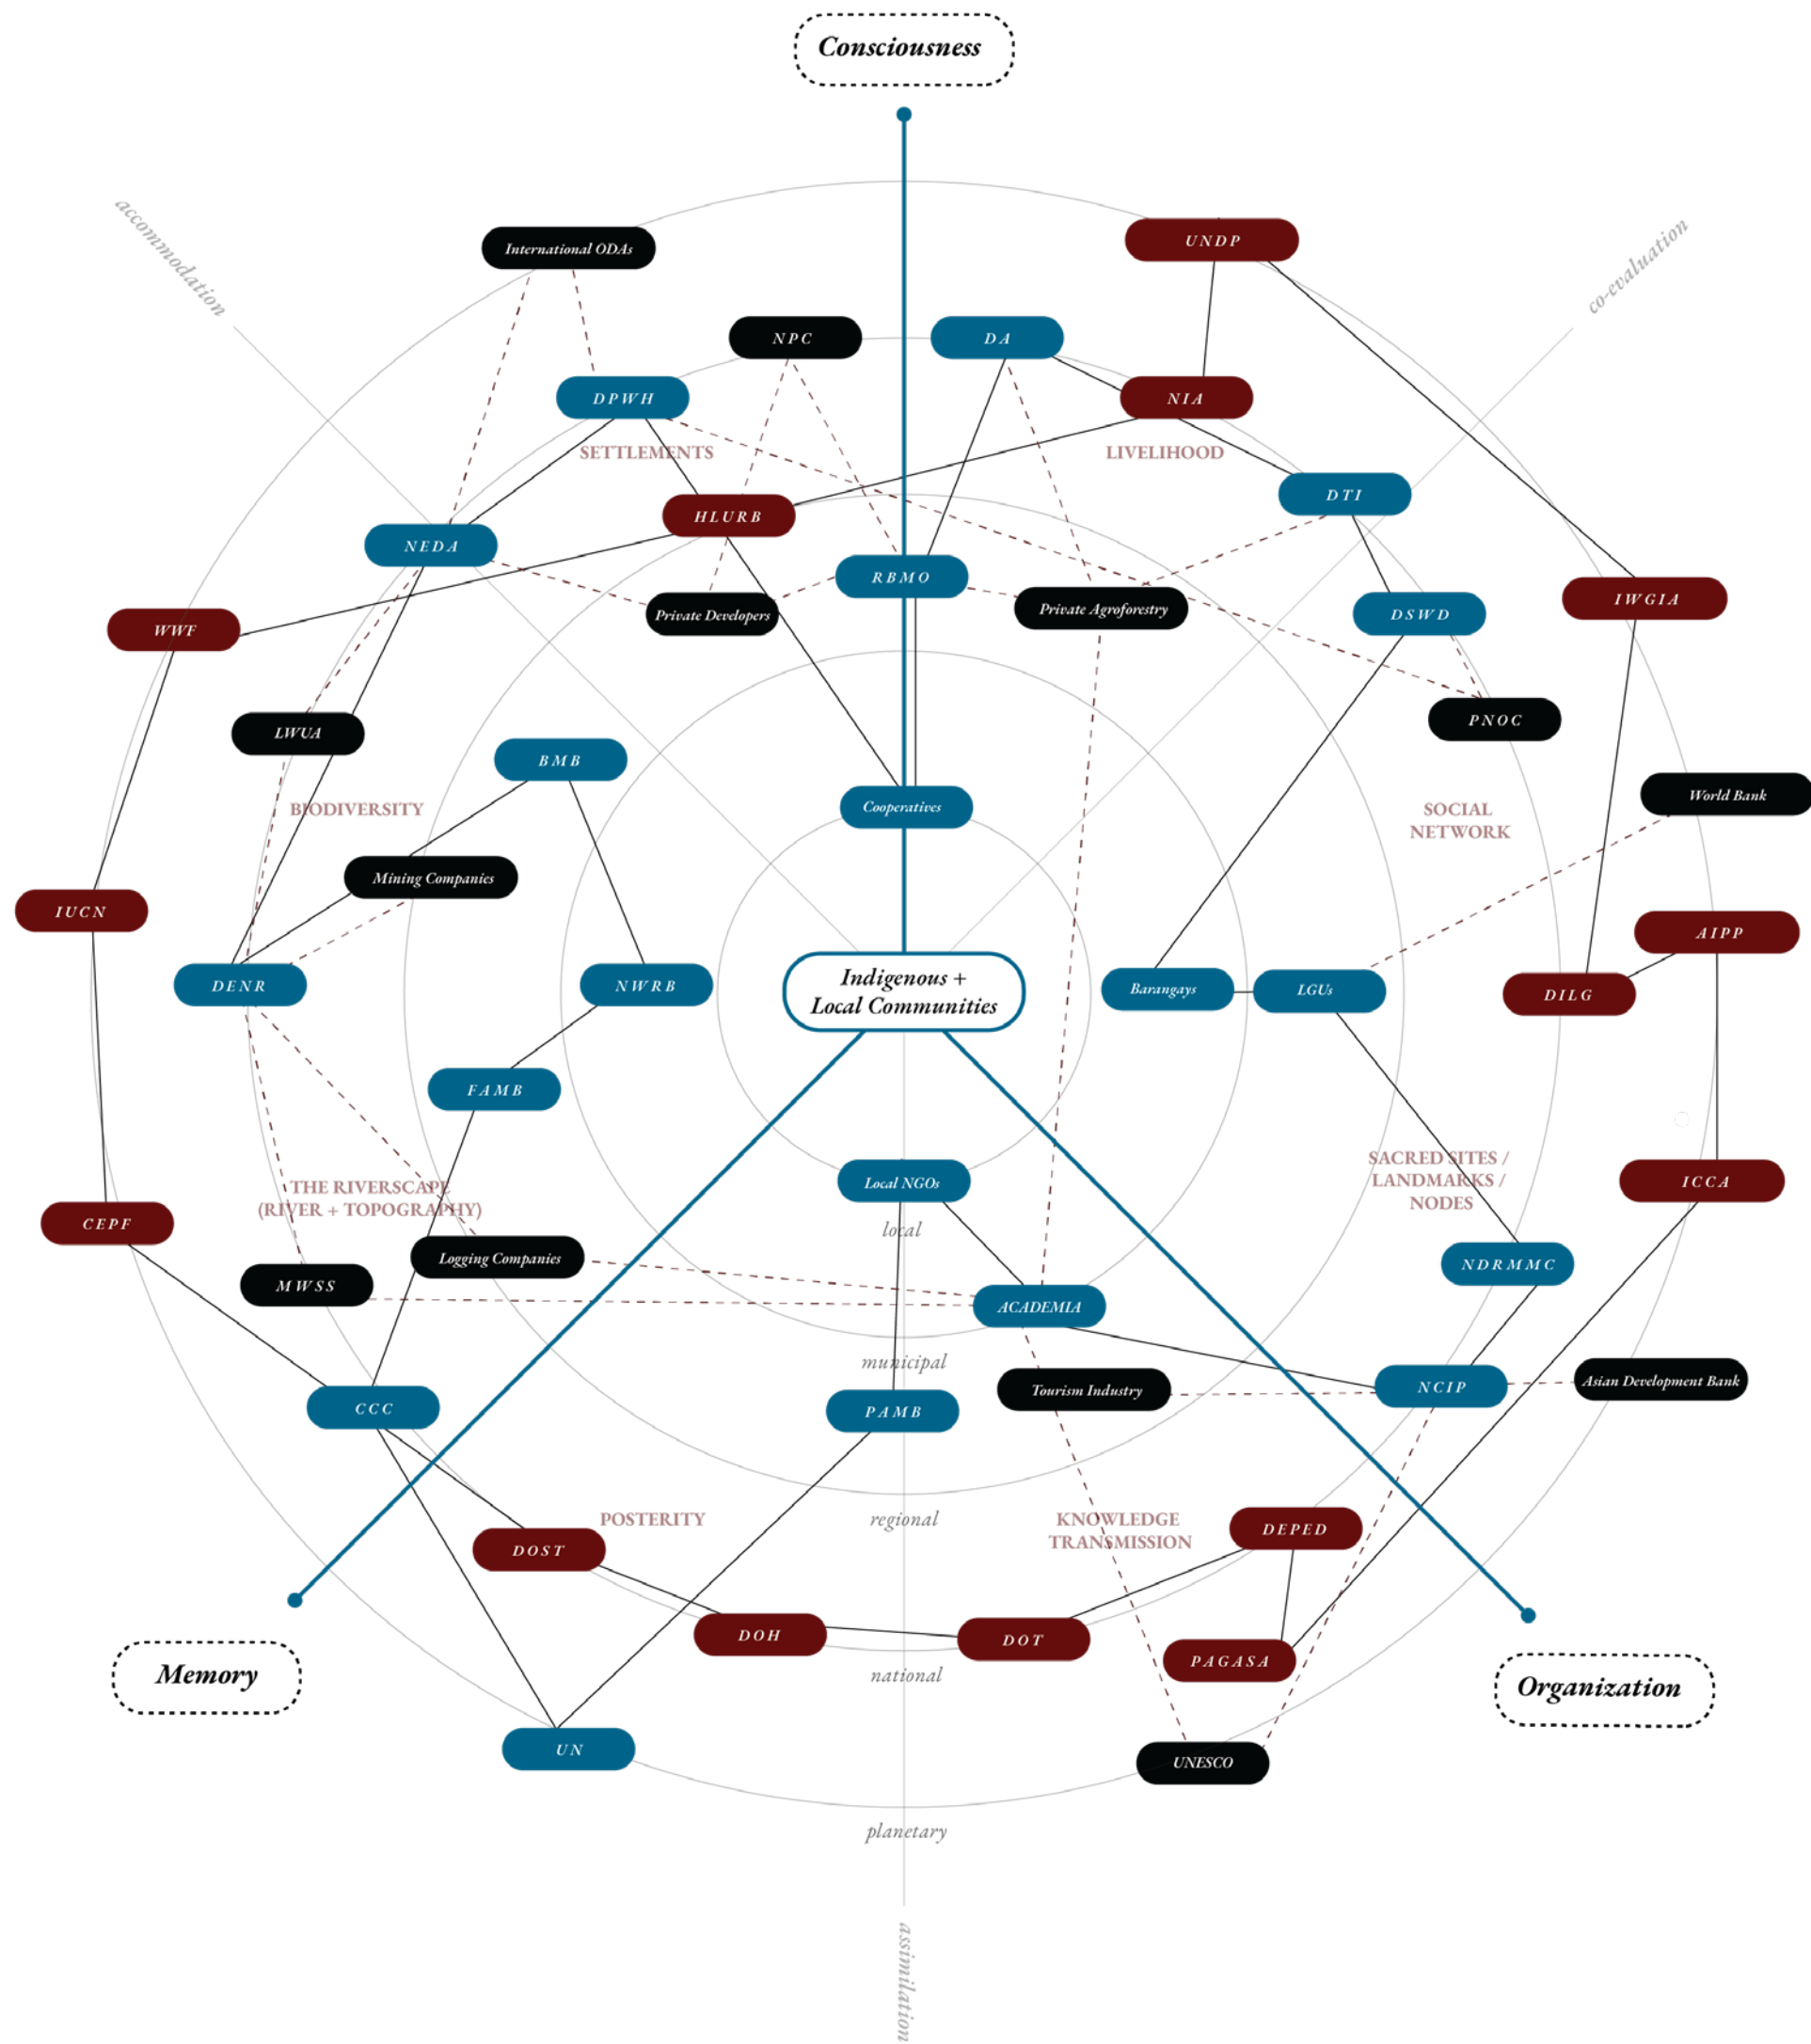 Consciousness
accommodation
co-evaluation
International ODAs
UNDP
NPC
DA
DPWH
NIA
SETTLEMENTS
LIVELIHOOD
DTI
HLURB
NEDA
RBMO
Private Developers
Private Agroforestry
IWGIA
DSWD
WWF
PNOC
LWUA
BMB
World Bank
Cooperatives
BIODIVERSITY
SOCIAL
NETWORK
Mining Companies
IUCN
AIPP
Indigenous +
Local Communities
DENR
NWRB
Barangays
LGUs
DILG
FAMB
SACRED SITES /
LANDMARKS /
NODES
Local NGOs
ICCA
THE RIVERSCAPE
(RIVER + TOPOGRAPHY)
CEPF
local
Logging Companies
NDRMMC
MWSS
ACADEMIA
municipal
Tourism Industry
NCIP
Asian Development Bank
CCC
PAMB
POSTERITY
regional
KNOWLEDGE
TRANSMISSION
DEPED
DOST
DOH
DOT
PAGASA
national
Memory
Organization
UN
UNESCO
planetary
assimilation